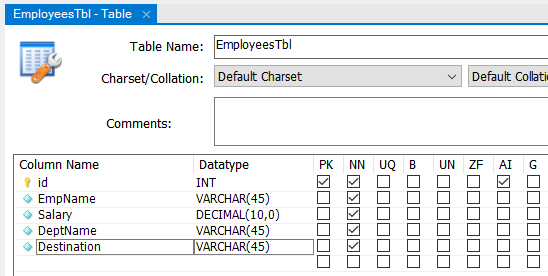 EmployeesTbl - Table ×
Table Name: EmployeesTbl
Charset/Collation: Default Charset Default Collatio
Comments:
Column Name Datatype PK NN UQ B UN ZF AI G
id INT
EmpName VARCHAR(45)
Salary DECIMAL(10,0)
DeptName VARCHAR(45)
Destination VARCHAR(45)